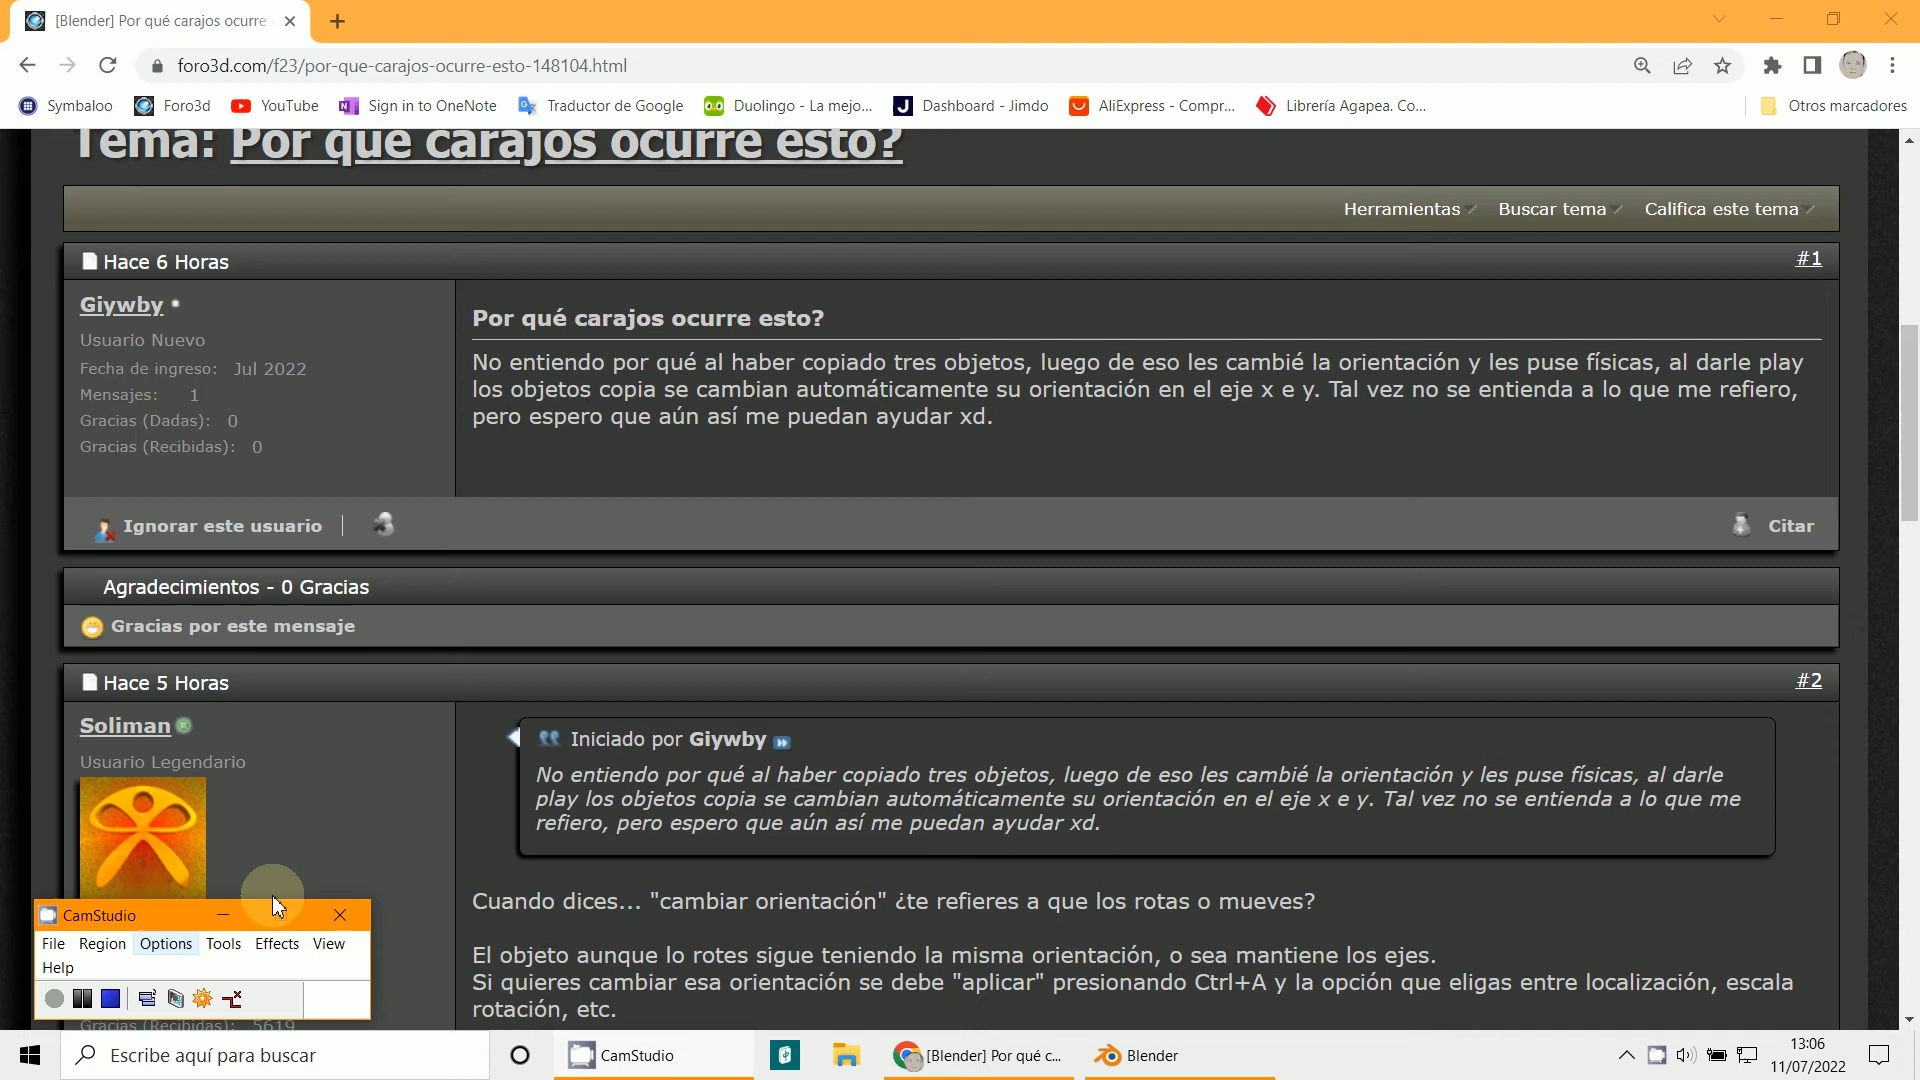 [Blender] Por qué carajos ocurre
foro3d.com/f23/por-que-carajos-ocurre-esto-148104.html
Symbaloo
Foro3d
YouTube
Sign in to OneNote
Traductor de Google
Duolingo - La mejo...
Dashboard - Jimdo
AliExpress - Compr...
Librería Agapea. Co...
Otros marcadores
Tema: Por qué carajos ocurre esto?
Herramientas
Buscar tema
Califica este tema
Hace 6 Horas
#1
Giywby
Usuario Nuevo
Fecha de ingreso: Jul 2022
Mensajes: 1
Gracias (Dadas): 0
Gracias (Recibidas): 0
Por qué carajos ocurre esto?
No entiendo por qué al haber copiado tres objetos, luego de eso les cambié la orientación y les puse físicas, al darle play
los objetos copia se cambian automáticamente su orientación en el eje x e y. Tal vez no se entienda a lo que me refiero,
pero espero que aún así me puedan ayudar xd.
Ignorar este usuario
Citar
Agradecimientos - 0 Gracias
Gracias por este mensaje
Hace 5 Horas
#2
Soliman
Usuario Legendario
Iniciado por Giywby
No entiendo por qué al haber copiado tres objetos, luego de eso les cambié la orientación y les puse físicas, al darle
play los objetos copia se cambian automáticamente su orientación en el eje x e y. Tal vez no se entienda a lo que me
refiero, pero espero que aún así me puedan ayudar xd.
Cuando dices... "cambiar orientación" ¿te refieres a que los rotas o mueves?
El objeto aunque lo rotes sigue teniendo la misma orientación, o sea mantiene los ejes.
Si quieres cambiar esa orientación se debe "aplicar" presionando Ctrl+A y la opción que eligas entre localización, escala
rotación, etc.
CamStudio
File Region Options Tools Effects View
Help
Gracias (Recibidas): 5619
Escribe aquí para buscar
CamStudio
[Blender] Por qué c...
Blender
13:06
11/07/2022